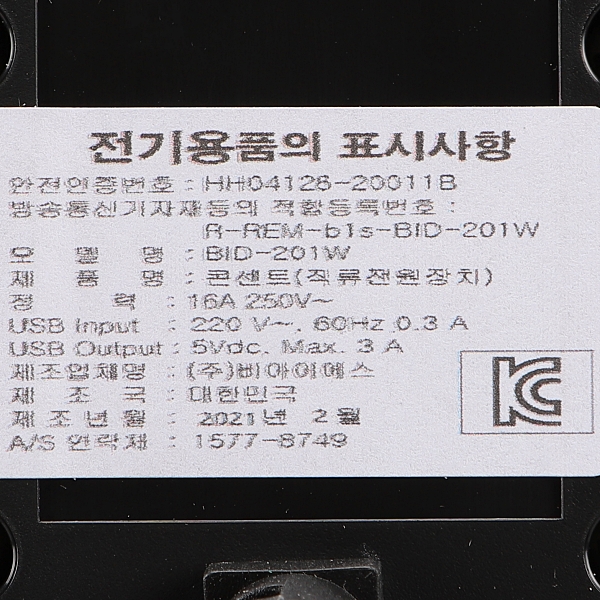 전기용품의 표시사항
안전인증번호 : HH04126-20011B
방송통신기자재등의 적합등록번호 :
R-REM-b1s-BID-201W
모 델 명 : BID-201W
제 품 명 : 콘센트(직류전원장치)
정 격 : 16A 250V~
USB Input : 220 V~, 60Hz 0.3 A
USB Output : 5Vdc, Max. 3 A
제조업체명 : (주)비아이에스
제 조 국 : 대한민국
제 조 년 월 : 2021년 2월
A/S 연락처 : 1577-8749
KC